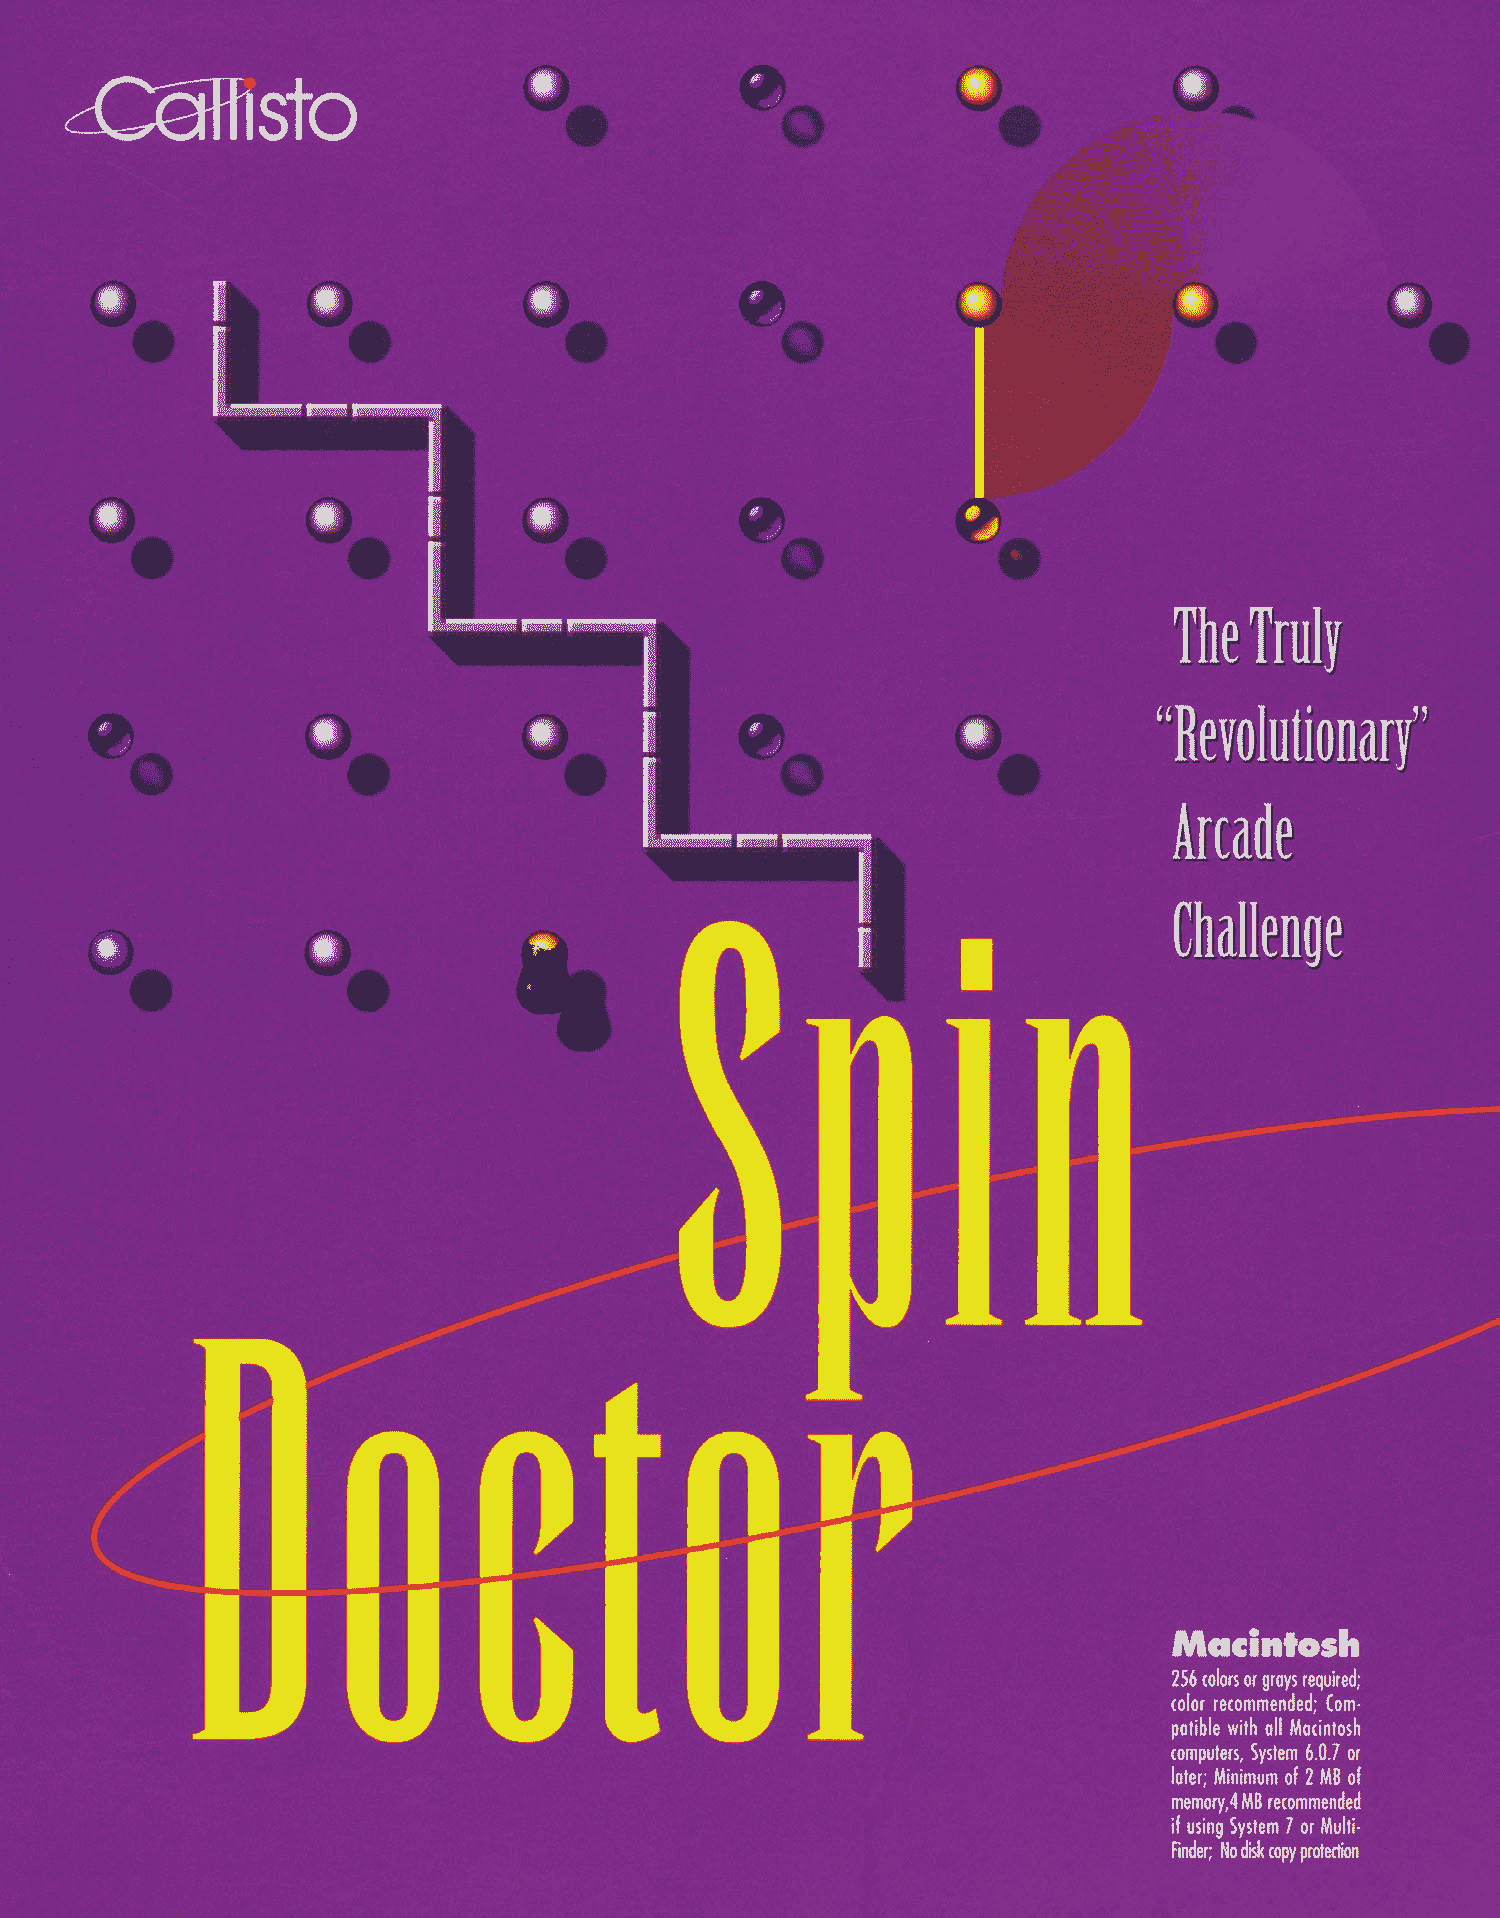 Callisto
The Truly
“Revolutionary”
Arcade
Challenge
Spin
Doctor
Macintosh
256 colors or grays required;
color recommended; Com-
patible with all Macintosh
computers, System 6.0.7 or
later; Minimum of 2 MB of
memory,4 MB recommended
if using System 7 or Multi-
Finder; No disk copy protection